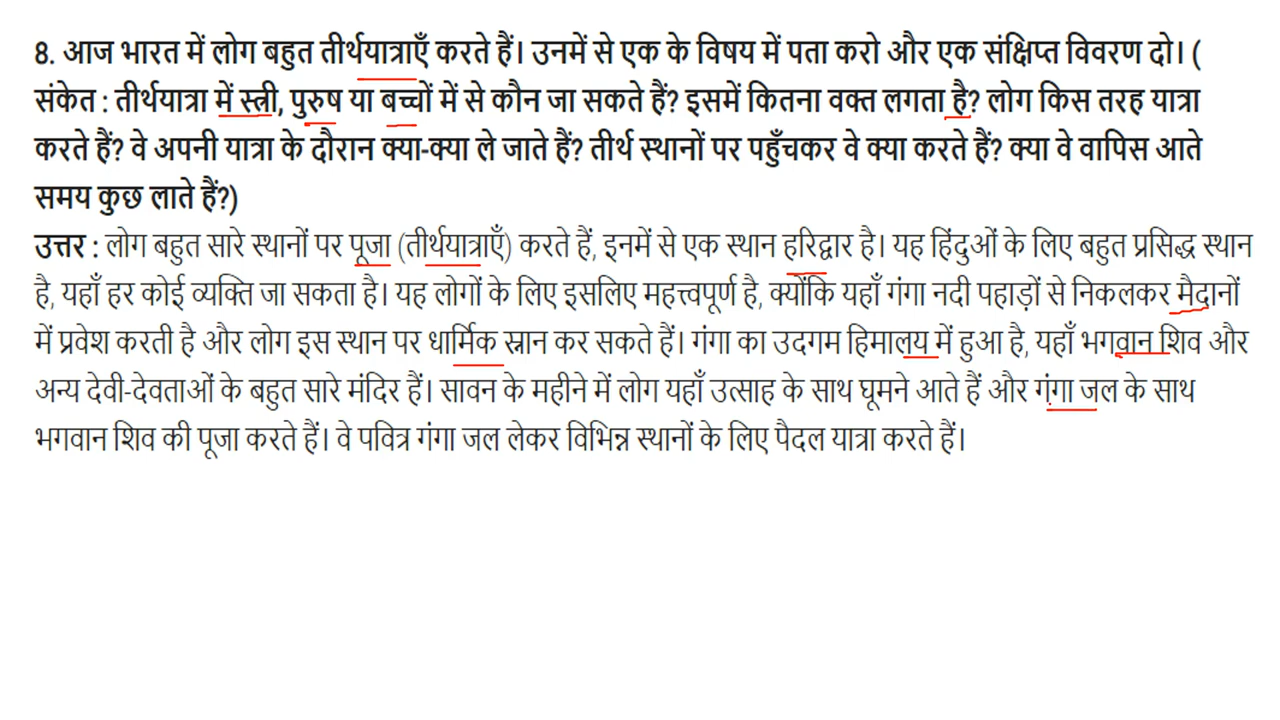 8. आज भारत में लोग बहुत तीर्थयात्राएँ करते हैं। उनमें से एक के विषय में पता करो और एक संक्षिप्त विवरण दो। (
संकेत : तीर्थयात्रा में स्त्री, पुरुष या बच्चों में से कौन जा सकते हैं? इसमें कितना वक्त लगता है? लोग किस तरह यात्रा
करते हैं? वे अपनी यात्रा के दौरान क्या-क्या ले जाते हैं? तीर्थ स्थानों पर पहुँचकर वे क्या करते हैं? क्या वे वापिस आते
समय कुछ लाते हैं?)
उत्तर : लोग बहुत सारे स्थानों पर पूजा (तीर्थयात्राएँ) करते हैं, इनमें से एक स्थान हरिद्वार है। यह हिंदुओं के लिए बहुत प्रसिद्ध स्थान
है, यहाँ हर कोई व्यक्ति जा सकता है। यह लोगों के लिए इसलिए महत्त्वपूर्ण है, क्योंकि यहाँ गंगा नदी पहाड़ों से निकलकर मैदानों
में प्रवेश करती है और लोग इस स्थान पर धार्मिक स्नान कर सकते हैं। गंगा का उदगम हिमालय में हुआ है, यहाँ भगवान शिव और
अन्य देवी-देवताओं के बहुत सारे मंदिर हैं। सावन के महीने में लोग यहाँ उत्साह के साथ घूमने आते हैं और गंगा जल के साथ
भगवान शिव की पूजा करते हैं। वे पवित्र गंगा जल लेकर विभिन्न स्थानों के लिए पैदल यात्रा करते हैं।